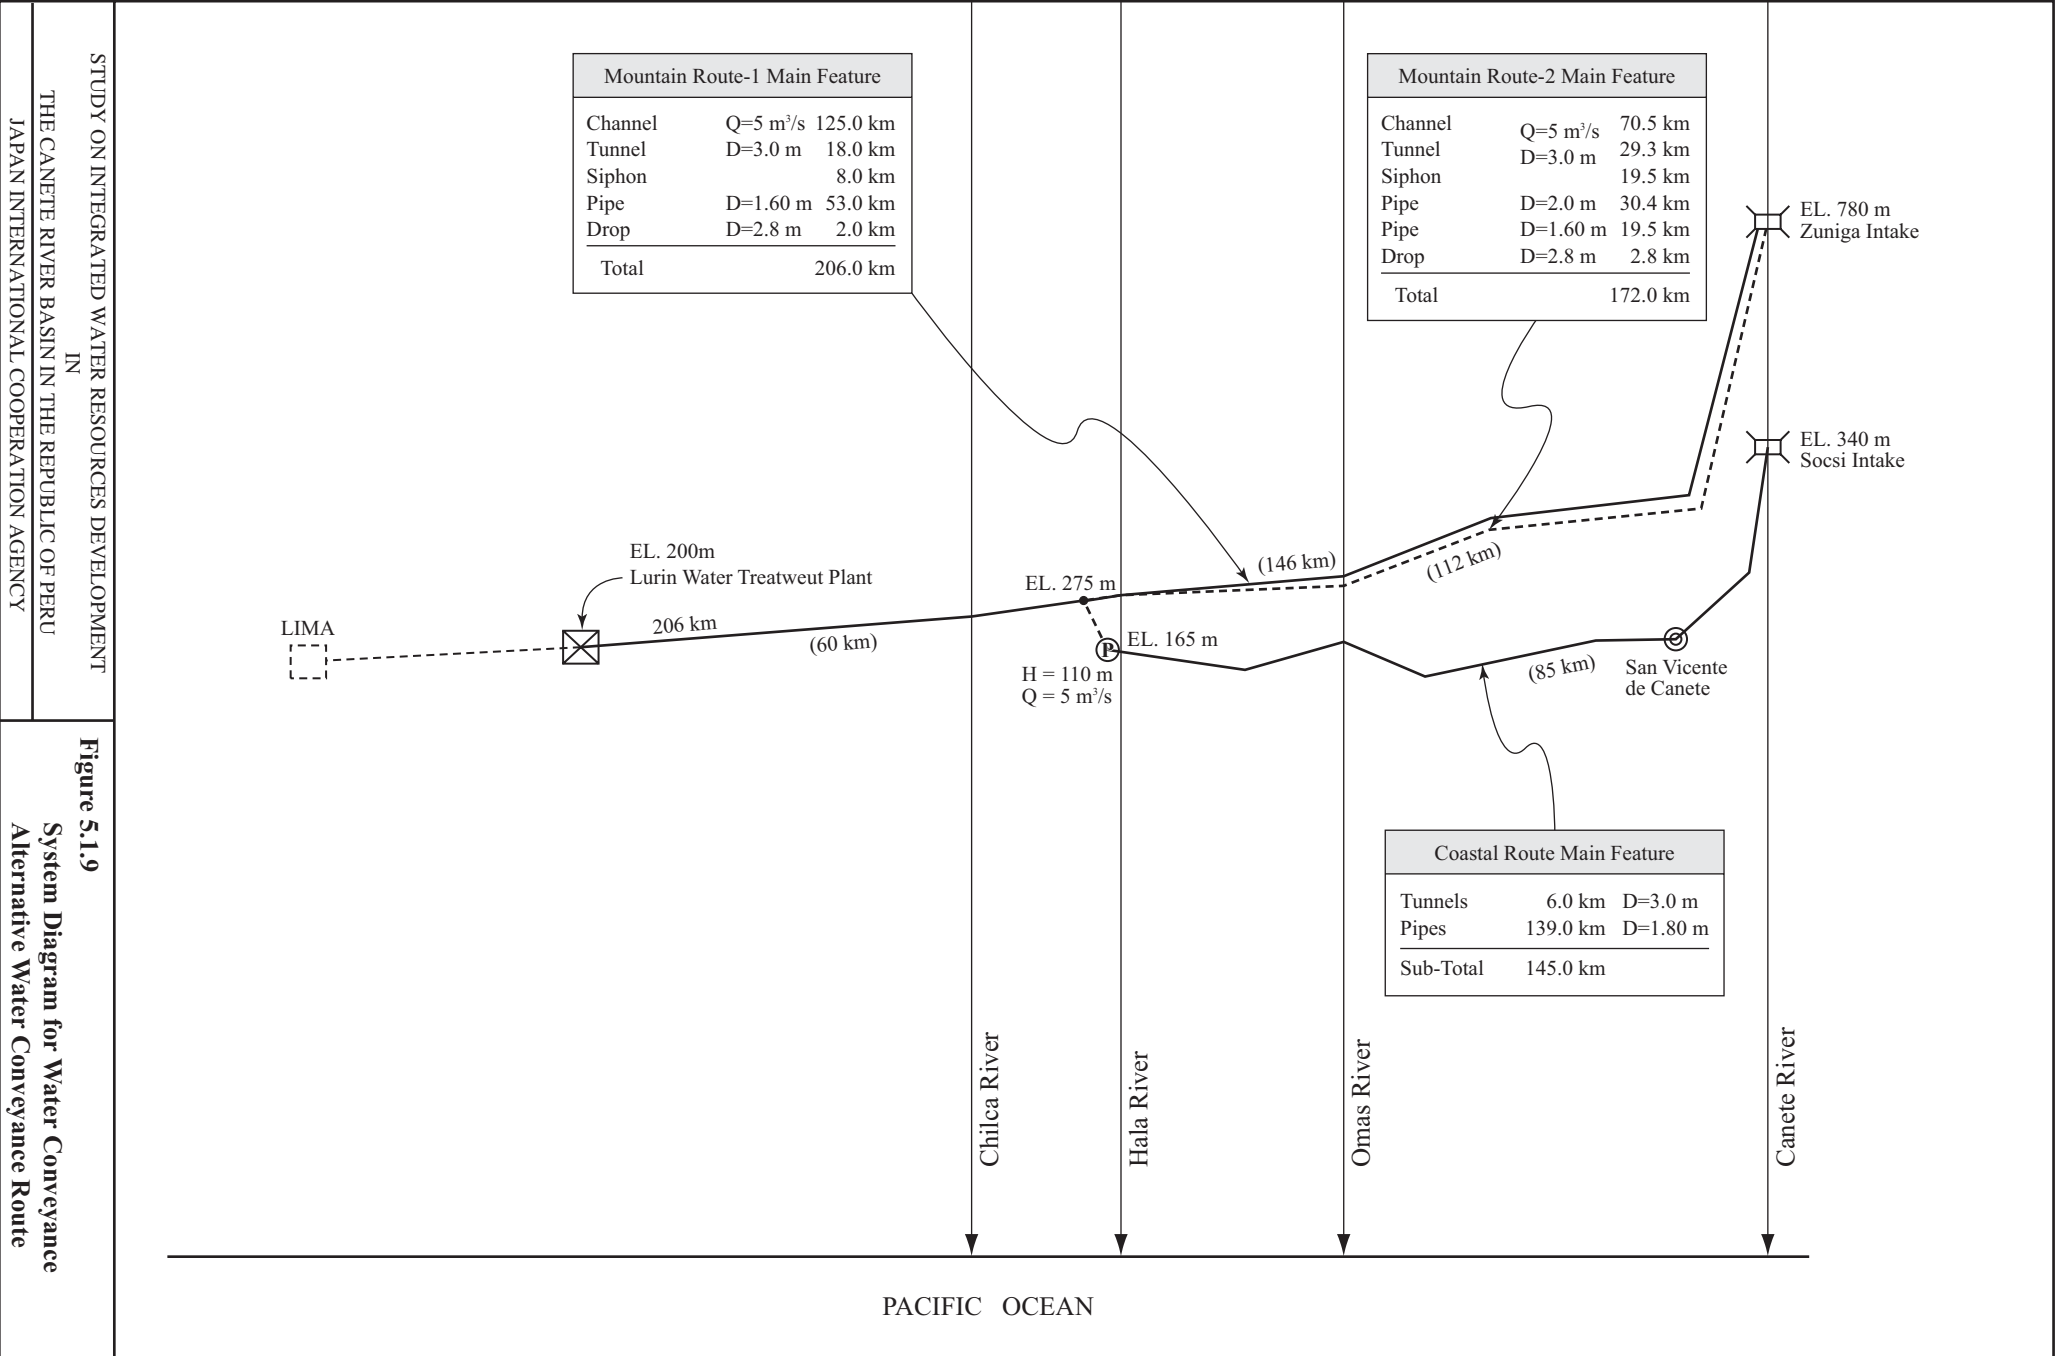 STUDY ON INTEGRATED WATER RESOURCES DEVELOPMENT
IN
THE CANETE RIVER BASIN IN THE REPUBLIC OF PERU
JAPAN INTERNATIONAL COOPERATION AGENCY
Figure 5.1.9
System Diagram for Water Conveyance
Alternative Water Conveyance Route
Mountain Route-1 Main Feature
Channel Q=5 m³/s 125.0 km
Tunnel D=3.0 m 18.0 km
Siphon 8.0 km
Pipe D=1.60 m 53.0 km
Drop D=2.8 m 2.0 km
Total 206.0 km
Mountain Route-2 Main Feature
Channel Q=5 m³/s 70.5 km
Tunnel D=3.0 m 29.3 km
Siphon 19.5 km
Pipe D=2.0 m 30.4 km
Pipe D=1.60 m 19.5 km
Drop D=2.8 m 2.8 km
Total 172.0 km
EL. 780 m
Zuniga Intake
EL. 340 m
Socsi Intake
EL. 200m
Lurin Water Treatweut Plant
LIMA
206 km
(60 km)
EL. 275 m
(146 km)
(112 km)
P
EL. 165 m
H = 110 m
Q = 5 m³/s
(85 km)
San Vicente
de Canete
Coastal Route Main Feature
Tunnels 6.0 km D=3.0 m
Pipes 139.0 km D=1.80 m
Sub-Total 145.0 km
Chilca River
Hala River
Omas River
Canete River
PACIFIC OCEAN